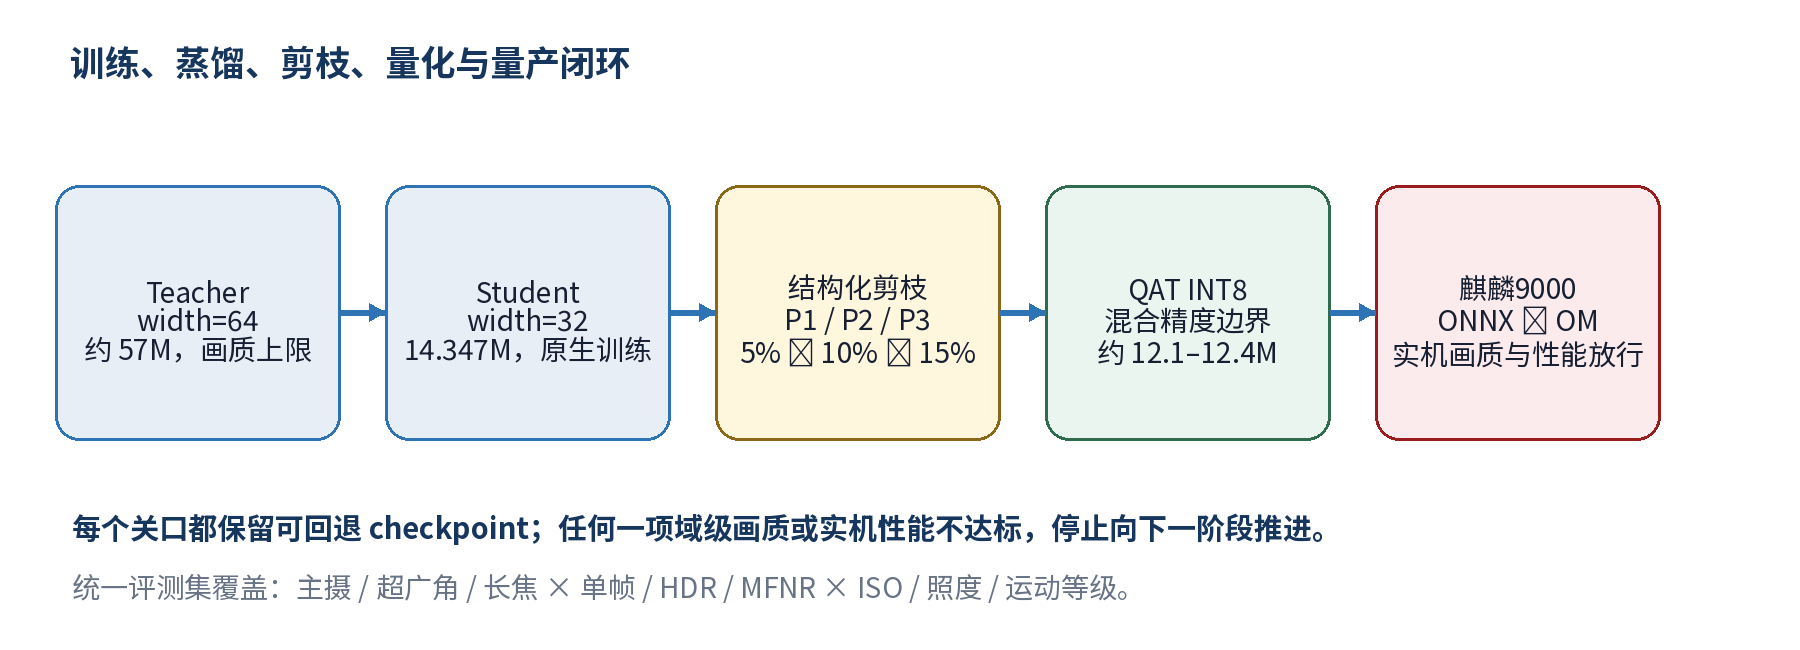 训练、蒸馏、剪枝、量化与量产闭环
Teacher
width=64
约 57M，画质上限
Student
width=32
14.347M，原生训练
结构化剪枝
P1 / P2 / P3
5% 10% 15%
QAT INT8
混合精度边界
约 12.1–12.4M
麒麟9000
ONNX OM
实机画质与性能放行
每个关口都保留可回退 checkpoint；任何一项域级画质或实机性能不达标，停止向下一阶段推进。
统一评测集覆盖：主摄 / 超广角 / 长焦 × 单帧 / HDR / MFNR × ISO / 照度 / 运动等级。